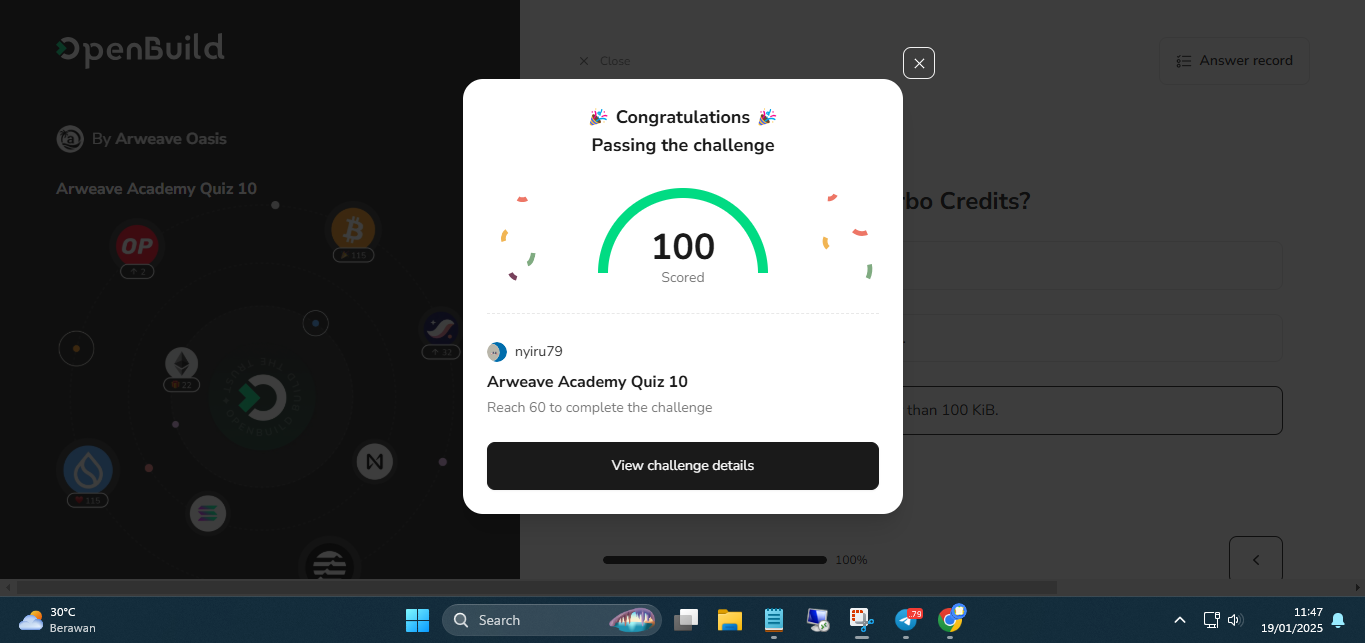 OpenBuild
By Arweave Oasis
Arweave Academy Quiz 10
OP
2
115
32
22
115
Close
Answer record
rbo Credits?
than 100 KiB.
100%
Congratulations
Passing the challenge
100
Scored
nyiru79
Arweave Academy Quiz 10
Reach 60 to complete the challenge
View challenge details
30°C
Berawan
Search
79
11:47
19/01/2025